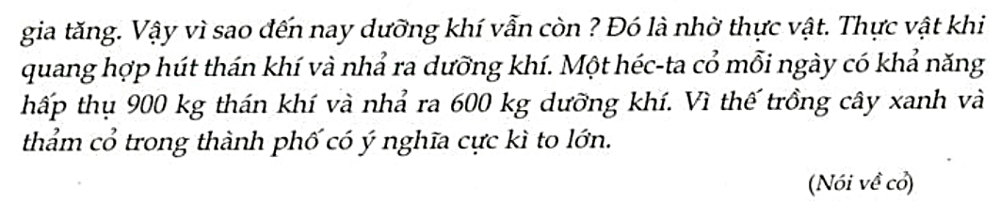 gia tăng. Vậy vì sao đến nay dưỡng khí vẫn còn ? Đó là nhờ thực vật. Thực vật khi
quang hợp hút thán khí và nhả ra dưỡng khí. Một héc-ta cỏ mỗi ngày có khả năng
hấp thụ 900 kg thán khí và nhả ra 600 kg dưỡng khí. Vì thế trồng cây xanh và
thảm cỏ trong thành phố có ý nghĩa cực kì to lớn.
(Nói về cỏ)